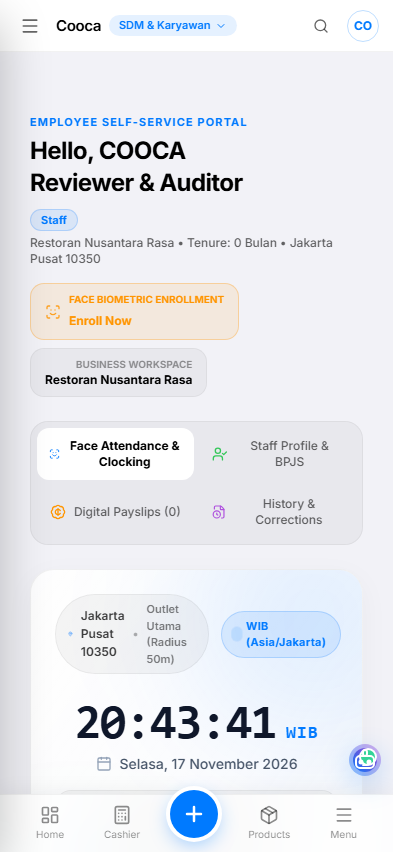 Cooca
SDM & Karyawan
CO
EMPLOYEE SELF-SERVICE PORTAL
Hello, COOCA
Reviewer & Auditor
Staff
Restoran Nusantara Rasa • Tenure: 0 Bulan • Jakarta
Pusat 10350
FACE BIOMETRIC ENROLLMENT
Enroll Now
BUSINESS WORKSPACE
Restoran Nusantara Rasa
Face Attendance &
Clocking
Staff Profile &
BPJS
Digital Payslips (0)
History &
Corrections
Jakarta
Pusat
10350
• Outlet
Utama
(Radius
50m)
WIB
(Asia/Jakarta)
20:43:41 WIB
Selasa, 17 November 2026
Home
Cashier
Products
Menu